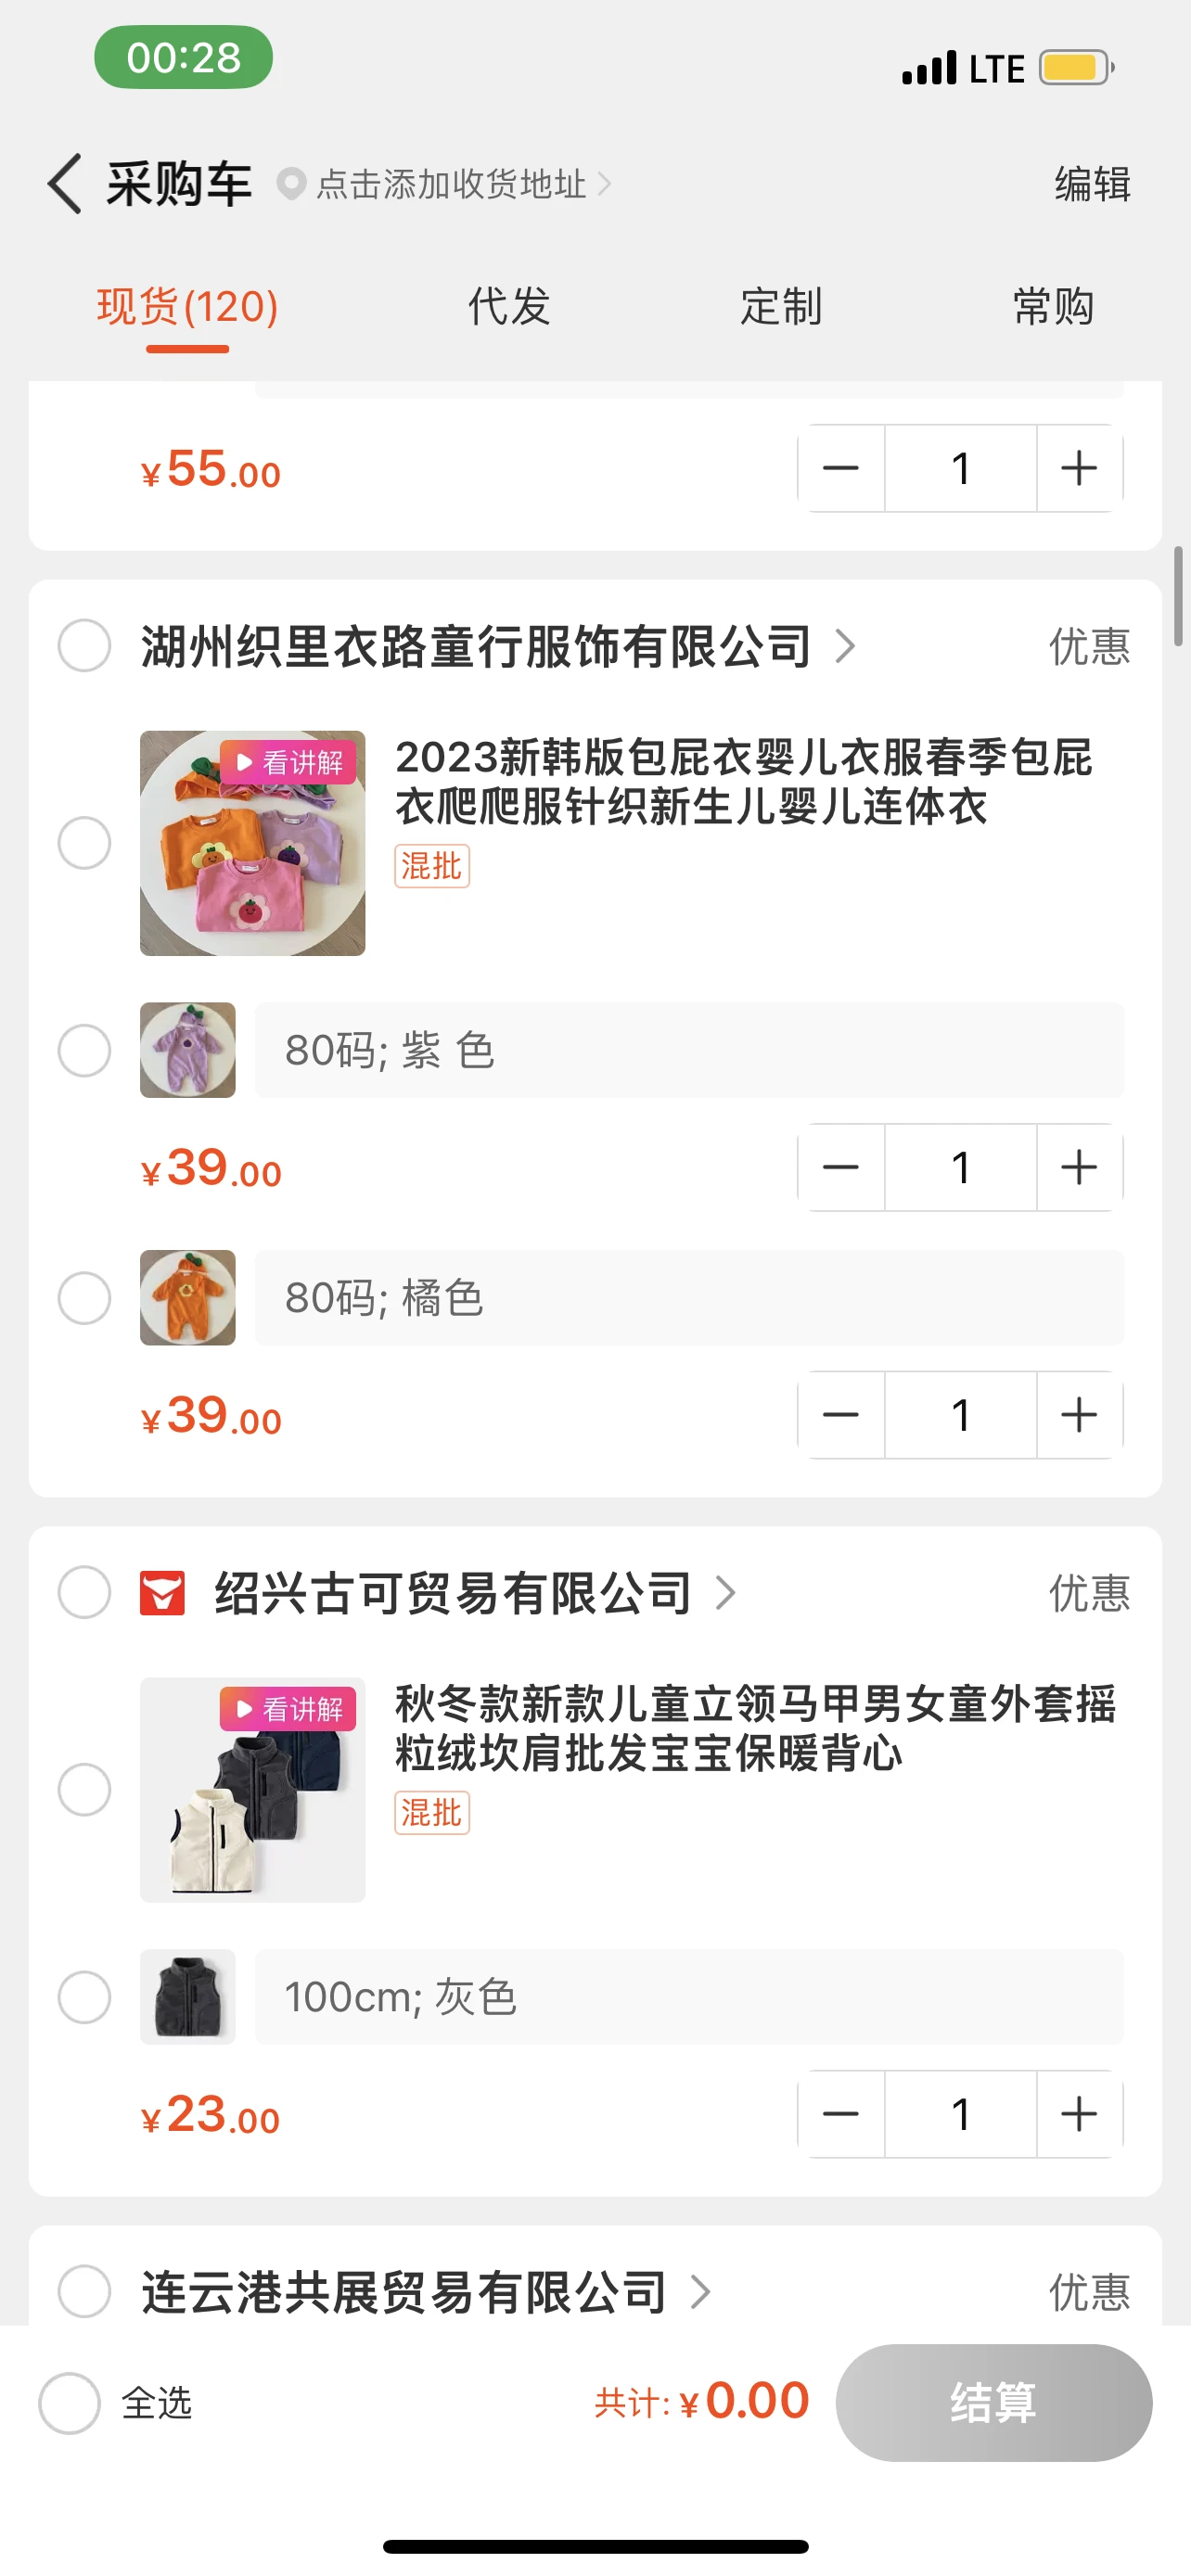 00:28
LTE
采购车
点击添加收货地址
编辑
现货(120)
代发
定制
常购
¥55.00
1
湖州织里衣路童行服饰有限公司
优惠
看讲解
2023新韩版包屁衣婴儿衣服春季包屁
衣爬爬服针织新生儿婴儿连体衣
混批
80码; 紫 色
¥39.00
1
80码; 橘色
¥39.00
1
绍兴古可贸易有限公司
优惠
看讲解
秋冬款新款儿童立领马甲男女童外套摇
粒绒坎肩批发宝宝保暖背心
混批
100cm; 灰色
¥23.00
1
连云港共展贸易有限公司
优惠
全选
共计: ¥0.00
结算